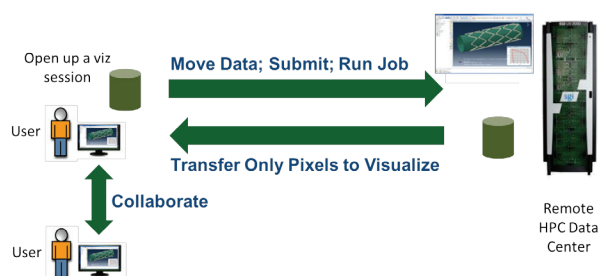 Open up a viz
session
Move Data; Submit; Run Job
User
Transfer Only Pixels to Visualize
Collaborate
Remote
HPC Data
Center
User
sgi